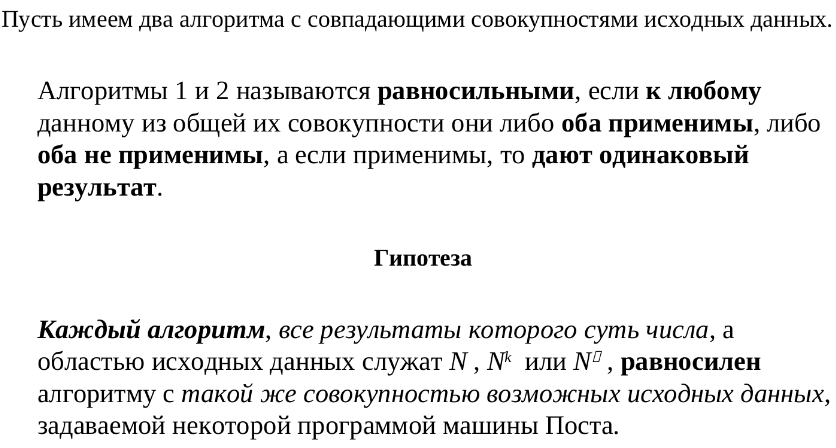 Пусть имеем два алгоритма с совпадающими совокупностями исходных данных.
Алгоритмы 1 и 2 называются равносильными, если к любому
данному из общей их совокупности они либо оба применимы, либо
оба не применимы, а если применимы, то дают одинаковый
результат.
Гипотеза
Каждый алгоритм, все результаты которого суть числа, а
областью исходных данных служат N , Nᵏ или N▯ , равносилен
алгоритму с такой же совокупностью возможных исходных данных,
задаваемой некоторой программой машины Поста.